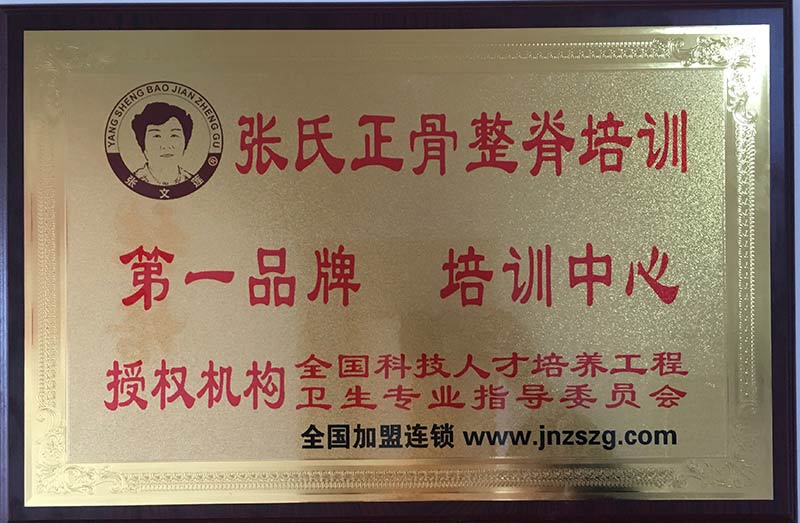 YANG SHENG BAO JIAN ZHENG GU ®
张文莲
张氏正骨整脊培训
第一品牌 培训中心
授权机构
全国科技人才培养工程
卫生专业指导委员会
全国加盟连锁 www.jnzszg.com